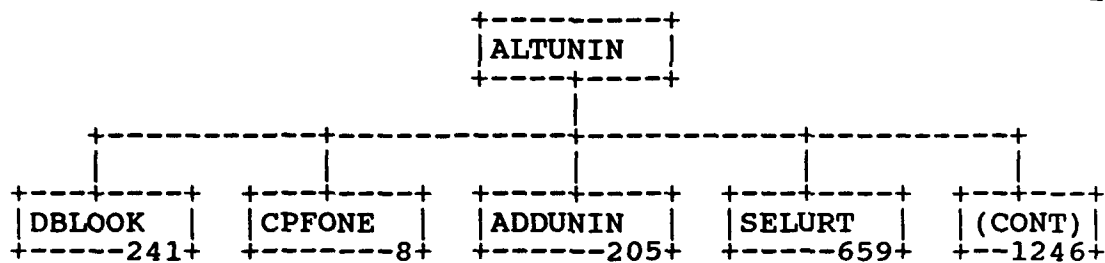 ALTUNIN
DBLOOK CPFONE ADDUNIN SELURT (CONT)
241 8 205 659 1246